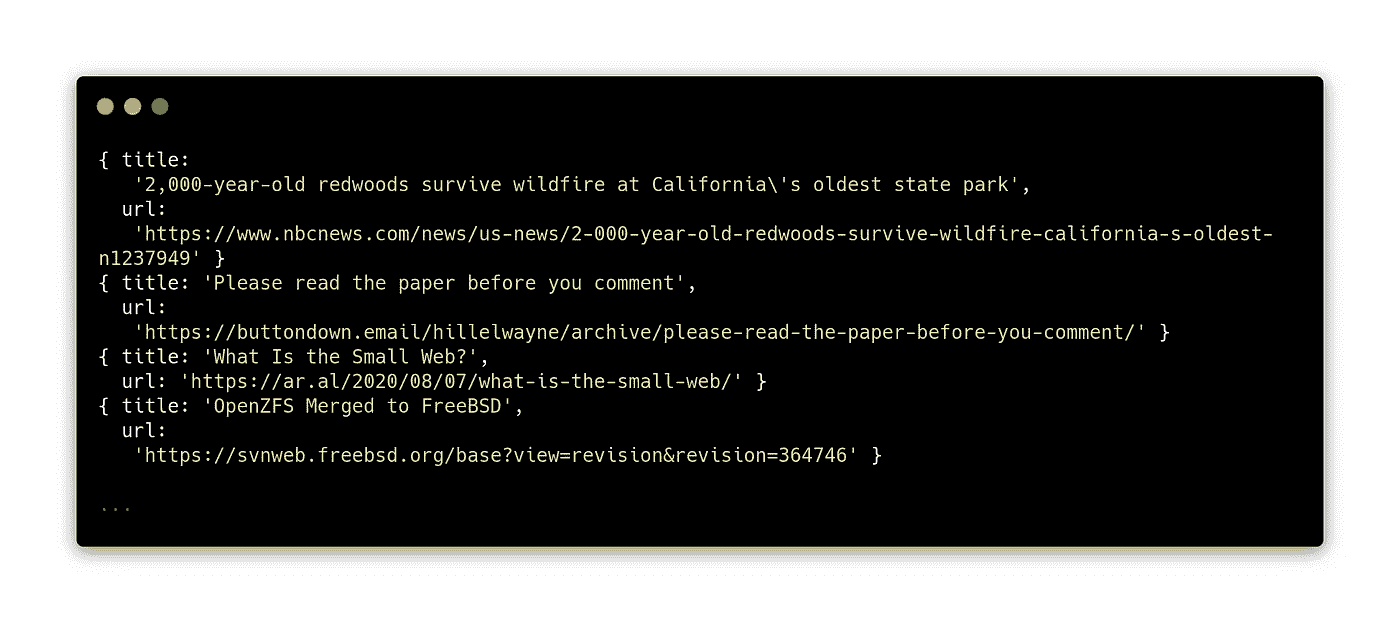 { title:
'2,000-year-old redwoods survive wildfire at California\'s oldest state park',
url:
'https://www.nbcnews.com/news/us-news/2-000-year-old-redwoods-survive-wildfire-california-s-oldest-
n1237949' }
{ title: 'Please read the paper before you comment',
url:
'https://buttondown.email/hillelwayne/archive/please-read-the-paper-before-you-comment/' }
{ title: 'What Is the Small Web?',
url: 'https://ar.al/2020/08/07/what-is-the-small-web/' }
{ title: 'OpenZFS Merged to FreeBSD',
url:
'https://svnweb.freebsd.org/base?view=revision&revision=364746' }
...